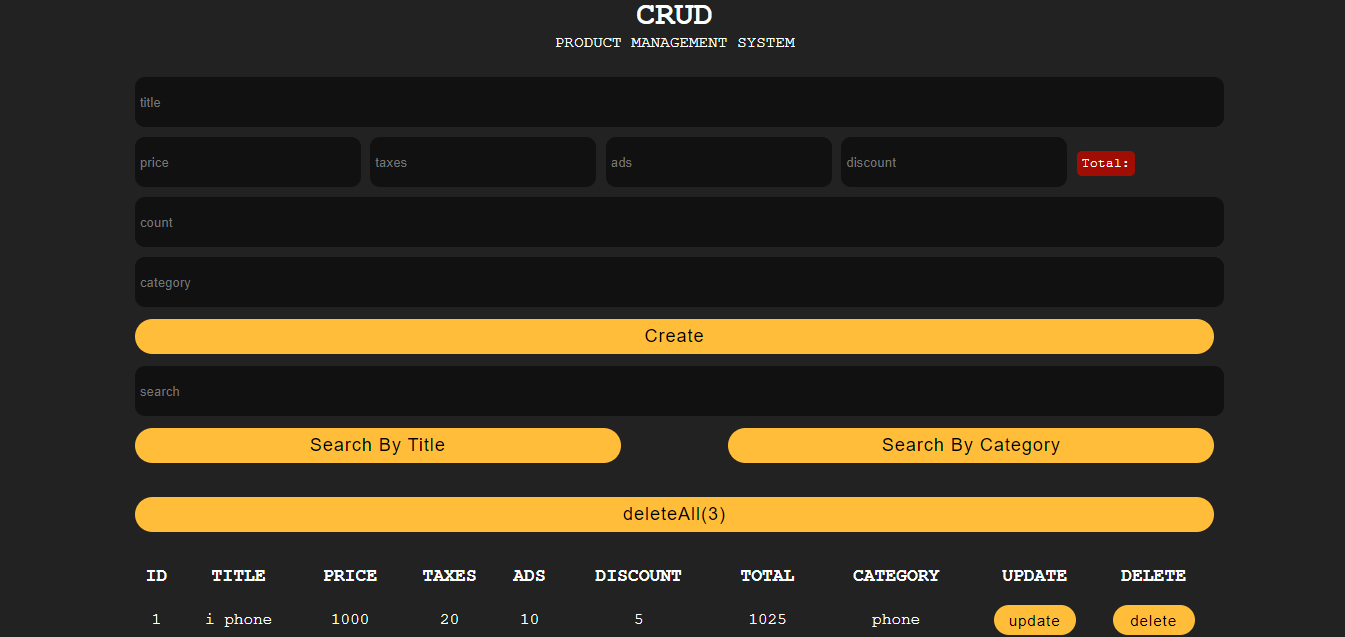 CRUD
PRODUCT MANAGEMENT SYSTEM
title
price taxes ads discount Total:
count
category
Create
search
Search By Title Search By Category
deleteAll(3)
ID TITLE PRICE TAXES ADS DISCOUNT TOTAL CATEGORY UPDATE DELETE
1 i phone 1000 20 10 5 1025 phone update delete